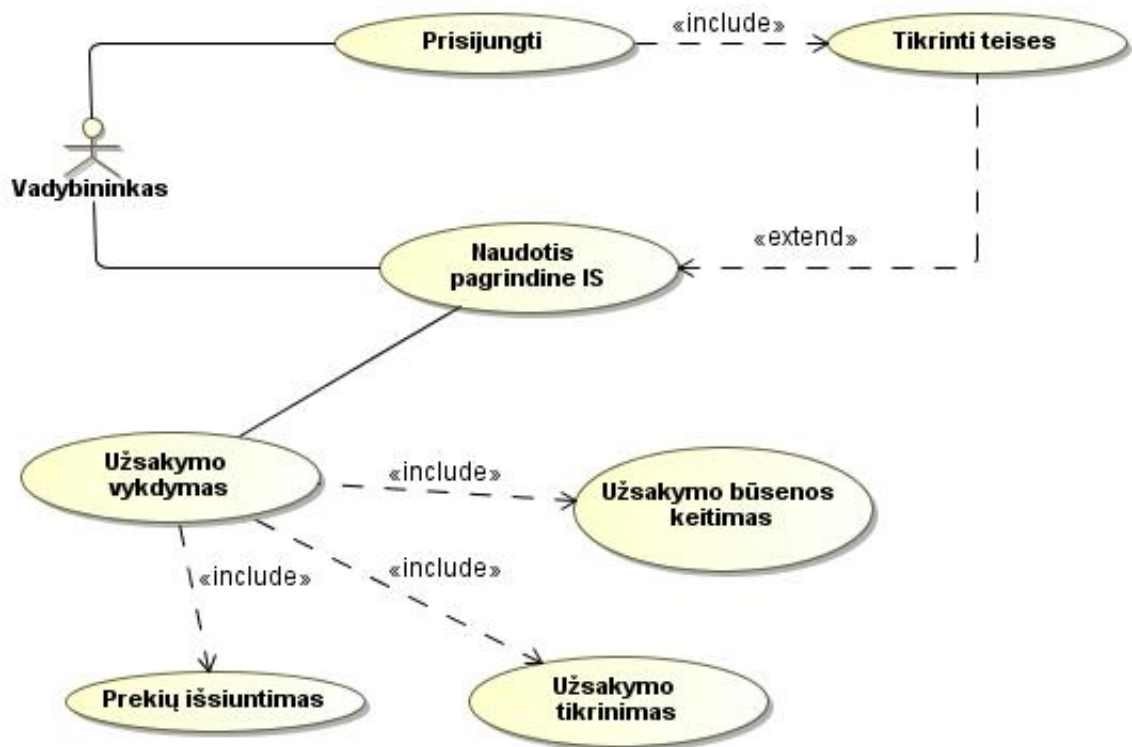 Prisijungti
«include»
Tikrinti teises
Vadybininkas
Naudotis
pagrindine IS
«extend»
Užsakymo
vykdymas
«include»
Užsakymo būsenos
keitimas
«include»
«include»
Prekių išsiuntimas
Užsakymo
tikrinimas